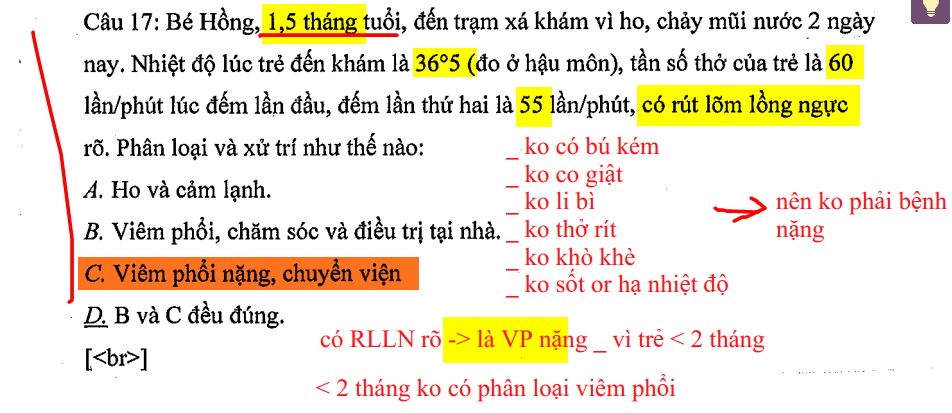 Câu 17: Bé Hồng, 1,5 tháng tuổi, đến trạm xá khám vì ho, chảy mũi nước 2 ngày
nay. Nhiệt độ lúc trẻ đến khám là 36°5 (đo ở hậu môn), tần số thở của trẻ là 60
lần/phút lúc đếm lần đầu, đếm lần thứ hai là 55 lần/phút, có rút lõm lồng ngực
rõ. Phân loại và xử trí như thế nào:
_ ko có bú kém
_ ko co giật
A. Ho và cảm lạnh.
_ ko li bì
nên ko phải bệnh
nặng
B. Viêm phổi, chăm sóc và điều trị tại nhà.
_ ko thở rít
_ ko khò khè
C. Viêm phổi nặng, chuyển viện
_ ko sốt or hạ nhiệt độ
D. B và C đều đúng.
có RLLN rõ -> là VP nặng _ vì trẻ < 2 tháng
[<br>]
< 2 tháng ko có phân loại viêm phổi